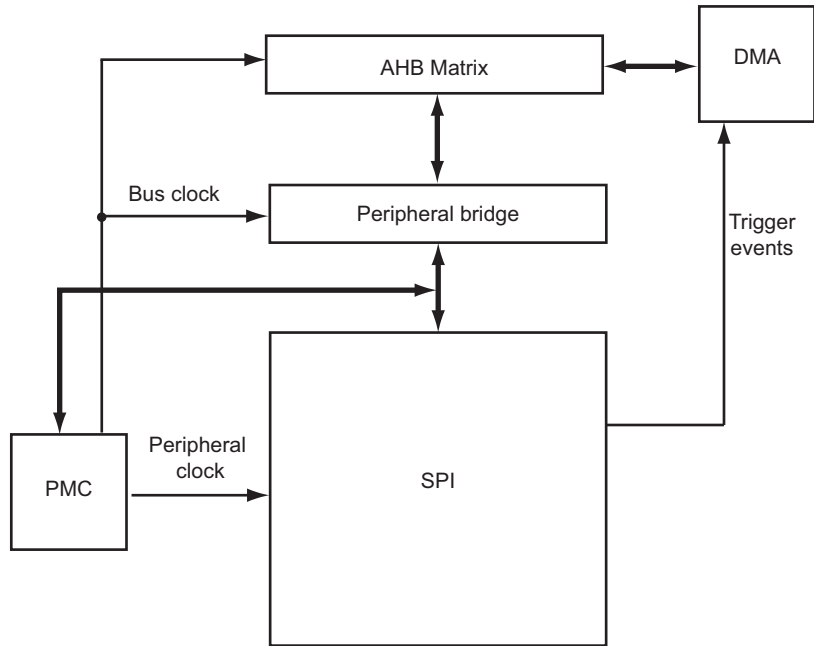 AHB Matrix
DMA
Bus clock
Peripheral bridge
Trigger
events
Peripheral
clock
PMC
SPI